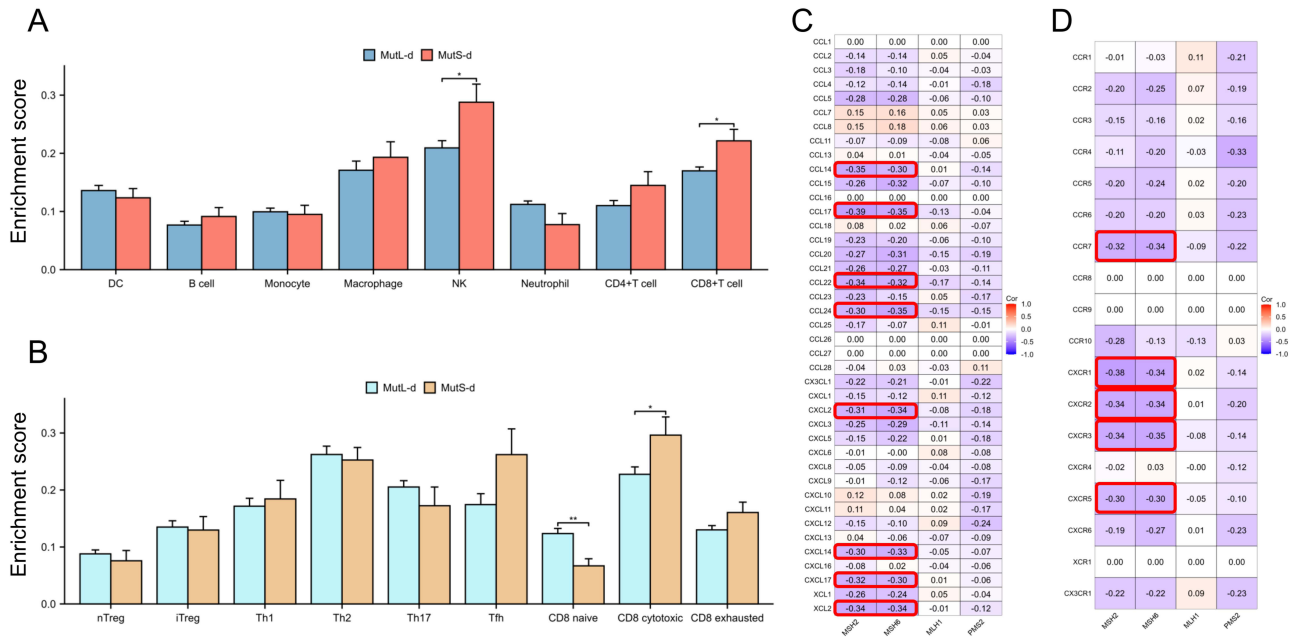 A
MutL-d MutS-d
Enrichment score
0.3
0.2
0.1
0.0
* *
DC B cell Monocyte Macrophage NK Neutrophil CD4+T cell CD8+T cell
B
MutL-d MutS-d
Enrichment score
0.3
0.2
0.1
0.0
** *
nTreg iTreg Th1 Th2 Th17 Tfh CD8 naive CD8 cytotoxic CD8 exhausted
C
CCL1 0.00 0.00 0.00 0.00
CCL2 -0.14 -0.14 0.05 -0.04
CCL3 -0.18 -0.10 -0.04 -0.03
CCL4 -0.12 -0.14 -0.01 -0.18
CCL5 -0.28 -0.28 -0.06 -0.10
CCL7 0.15 0.16 0.05 0.03
CCL8 0.15 0.18 0.06 0.03
CCL11 -0.07 -0.09 -0.08 0.06
CCL13 0.04 0.01 -0.04 -0.05
CCL14 -0.35 -0.30 0.01 -0.14
CCL15 -0.26 -0.32 -0.07 -0.10
CCL16 0.00 0.00 0.00 0.00
CCL17 -0.39 -0.35 -0.13 -0.04
CCL18 0.08 0.02 0.06 -0.07
CCL19 -0.23 -0.20 -0.06 -0.10
CCL20 -0.27 -0.31 -0.15 -0.19
CCL21 -0.26 -0.27 -0.03 -0.11
CCL22 -0.34 -0.32 -0.17 -0.14
CCL23 -0.23 -0.15 0.05 -0.17
CCL24 -0.30 -0.35 -0.15 -0.15
CCL25 -0.17 -0.07 0.11 -0.01
CCL26 0.00 0.00 0.00 0.00
CCL27 0.00 0.00 0.00 0.00
CCL28 -0.04 0.03 -0.03 0.11
CX3CL1 -0.22 -0.21 -0.01 -0.22
CXCL1 -0.15 -0.12 0.11 -0.12
CXCL2 -0.31 -0.34 -0.08 -0.18
CXCL3 -0.25 -0.29 -0.11 -0.14
CXCL5 -0.15 -0.22 0.01 -0.18
CXCL6 -0.01 -0.00 0.08 -0.08
CXCL8 -0.05 -0.09 -0.04 -0.08
CXCL9 -0.01 -0.12 -0.06 -0.17
CXCL10 0.12 0.08 0.02 -0.19
CXCL11 0.11 0.04 0.02 -0.17
CXCL12 -0.15 -0.10 0.09 -0.24
CXCL13 0.04 -0.06 -0.07 -0.09
CXCL14 -0.30 -0.33 -0.05 -0.07
CXCL16 -0.08 0.02 -0.04 -0.06
CXCL17 -0.32 -0.30 0.01 -0.06
XCL1 -0.26 -0.24 0.05 -0.04
XCL2 -0.34 -0.34 -0.01 -0.12
MSH2 MSH6 MLH1 PMS2
Cor
1.0
0.5
0.0
-0.5
-1.0
D
CCR1 -0.01 -0.03 0.11 -0.21
CCR2 -0.20 -0.25 0.07 -0.19
CCR3 -0.15 -0.16 0.02 -0.16
CCR4 -0.11 -0.20 -0.03 -0.33
CCR5 -0.20 -0.24 0.02 -0.20
CCR6 -0.20 -0.20 0.03 -0.23
CCR7 -0.32 -0.34 -0.09 -0.22
CCR8 0.00 0.00 0.00 0.00
CCR9 0.00 0.00 0.00 0.00
CCR10 -0.28 -0.13 -0.13 0.03
CXCR1 -0.38 -0.34 0.02 -0.14
CXCR2 -0.34 -0.34 0.01 -0.20
CXCR3 -0.34 -0.35 -0.08 -0.14
CXCR4 -0.02 0.03 -0.00 -0.12
CXCR5 -0.30 -0.30 -0.05 -0.10
CXCR6 -0.19 -0.27 0.01 -0.23
XCR1 0.00 0.00 0.00 0.00
CX3CR1 -0.22 -0.22 0.09 -0.23
MSH2 MSH6 MLH1 PMS2
Cor
1.0
0.5
0.0
-0.5
-1.0